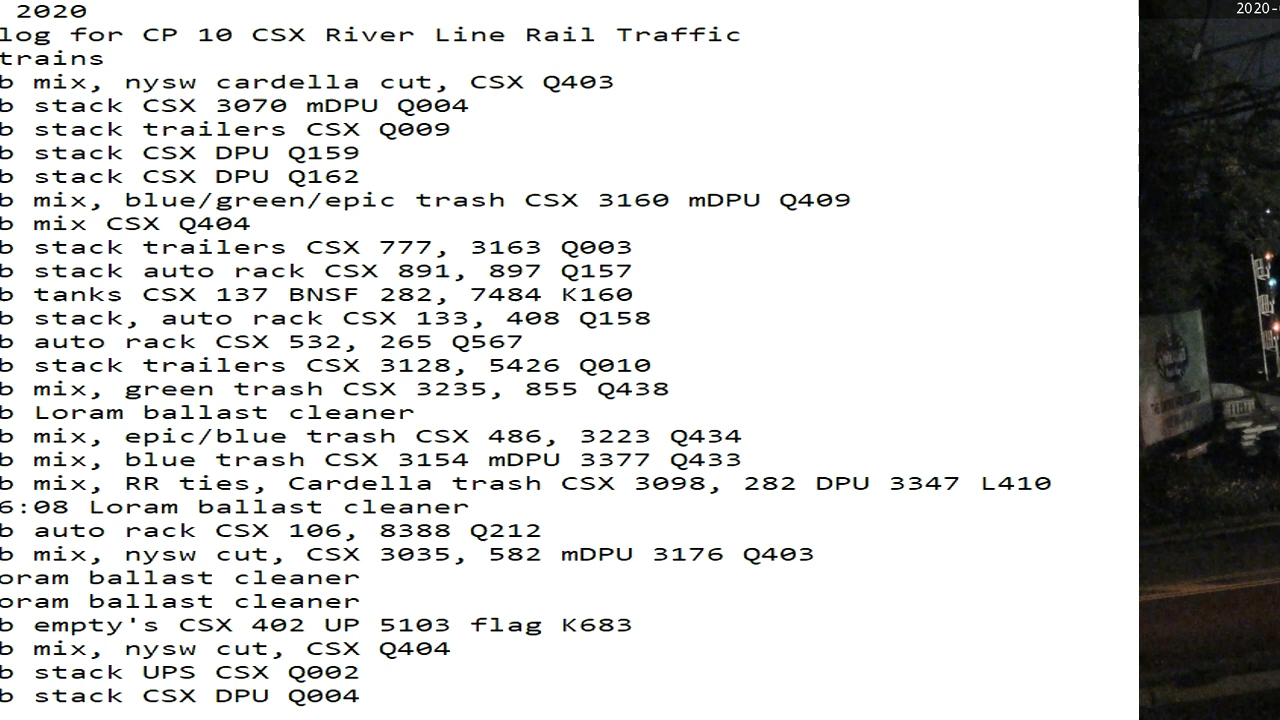 2020
log for CP 10 CSX River Line Rail Traffic
trains
b mix, nysw cardella cut, CSX Q403
b stack CSX 3070 mDPU Q004
b stack trailers CSX Q009
b stack CSX DPU Q159
b stack CSX DPU Q162
b mix, blue/green/epic trash CSX 3160 mDPU Q409
b mix CSX Q404
b stack trailers CSX 777, 3163 Q003
b stack auto rack CSX 891, 897 Q157
b tanks CSX 137 BNSF 282, 7484 K160
b stack, auto rack CSX 133, 408 Q158
b auto rack CSX 532, 265 Q567
b stack trailers CSX 3128, 5426 Q010
b mix, green trash CSX 3235, 855 Q438
b Loram ballast cleaner
b mix, epic/blue trash CSX 486, 3223 Q434
b mix, blue trash CSX 3154 mDPU 3377 Q433
b mix, RR ties, Cardella trash CSX 3098, 282 DPU 3347 L410
6:08 Loram ballast cleaner
b auto rack CSX 106, 8388 Q212
b mix, nysw cut, CSX 3035, 582 mDPU 3176 Q403
oram ballast cleaner
oram ballast cleaner
b empty's CSX 402 UP 5103 flag K683
b mix, nysw cut, CSX Q404
b stack UPS CSX Q002
b stack CSX DPU Q004
2020-